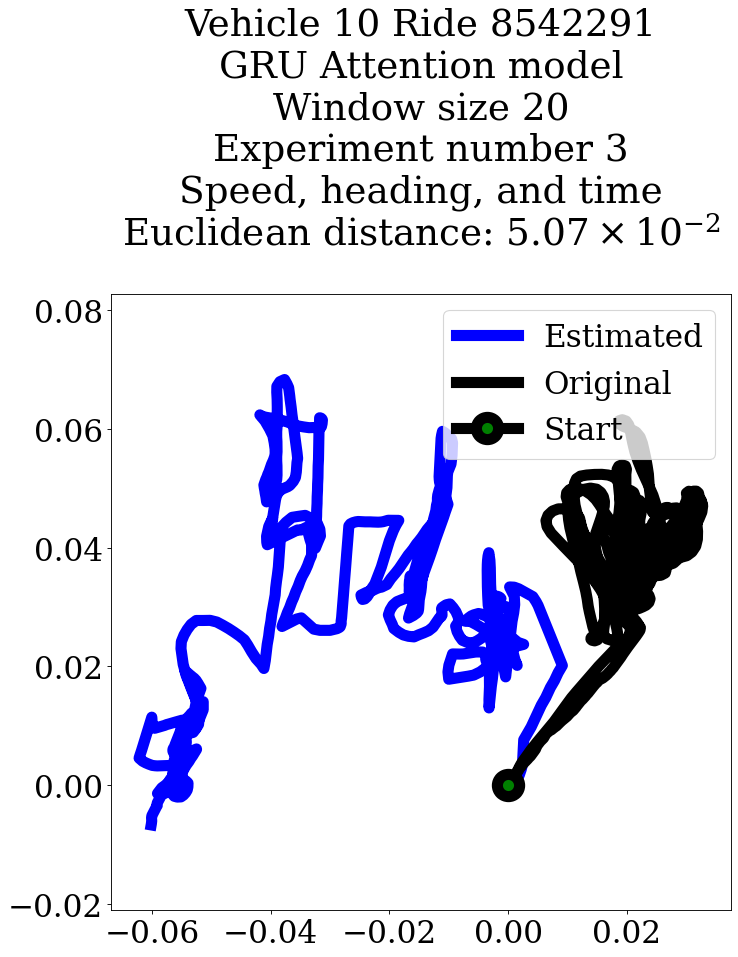 Vehicle 10 Ride 8542291
GRU Attention model
Window size 20
Experiment number 3
Speed, heading, and time
Euclidean distance: 5.07 × 10⁻²
0.08
0.06
0.04
0.02
0.00
−0.02
Estimated
Original
Start
−0.06 −0.04 −0.02 0.00 0.02